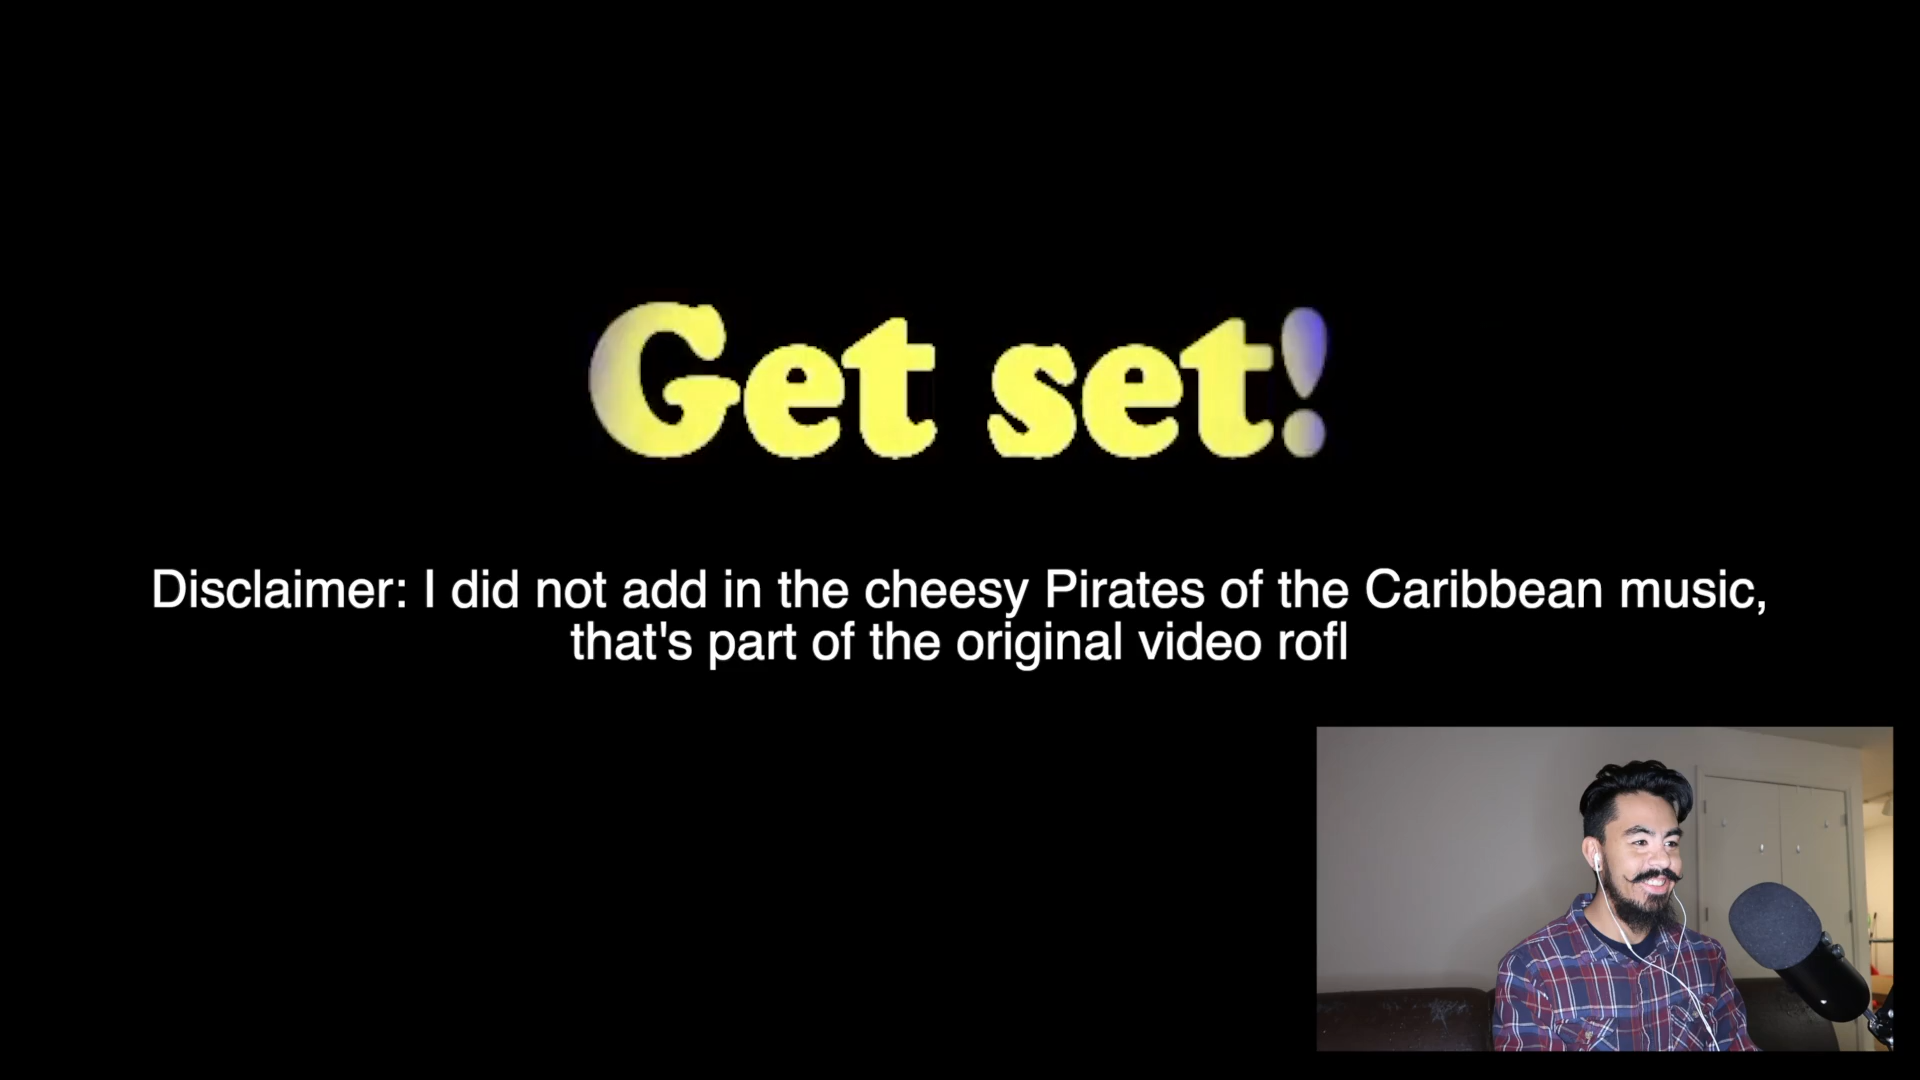 Get set!
Disclaimer: I did not add in the cheesy Pirates of the Caribbean music,
that's part of the original video rofl